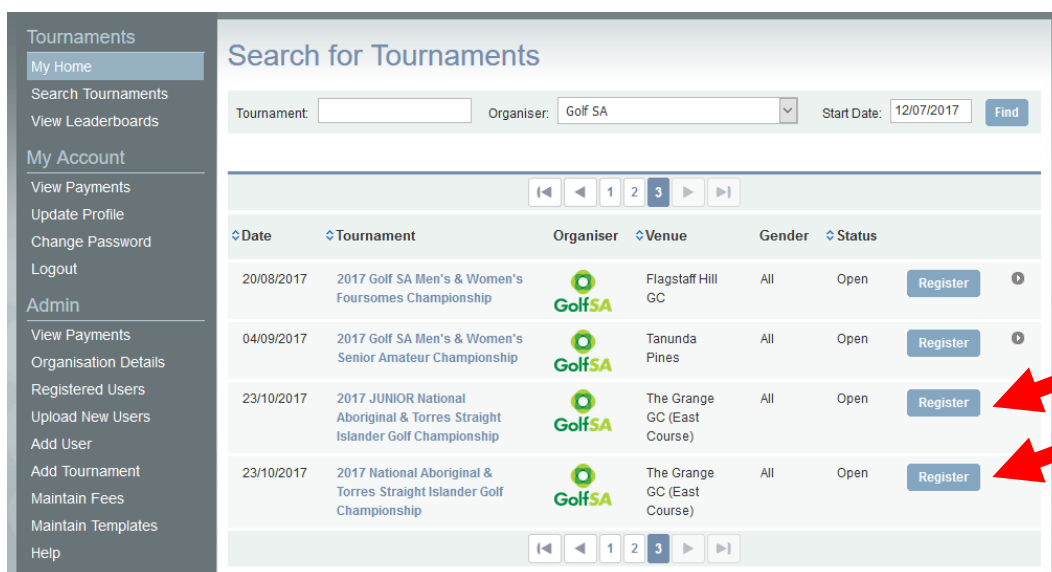 Tournaments
My Home
Search Tournaments
View Leaderboards
My Account
View Payments
Update Profile
Change Password
Logout
Admin
View Payments
Organisation Details
Registered Users
Upload New Users
Add User
Add Tournament
Maintain Fees
Maintain Templates
Help
Search for Tournaments
Tournament: Organiser: Golf SA Start Date: 12/07/2017 Find
1 2 3
Date Tournament Organiser Venue Gender Status
20/08/2017 2017 Golf SA Men's & Women's GolfSA Flagstaff Hill All Open Register
Foursomes Championship GC
04/09/2017 2017 Golf SA Men's & Women's GolfSA Tanunda All Open Register
Senior Amateur Championship Pines
23/10/2017 2017 JUNIOR National GolfSA The Grange All Open Register
Aboriginal & Torres Straight GC (East
Islander Golf Championship Course)
23/10/2017 2017 National Aboriginal & GolfSA The Grange All Open Register
Torres Straight Islander Golf GC (East
Championship Course)
1 2 3